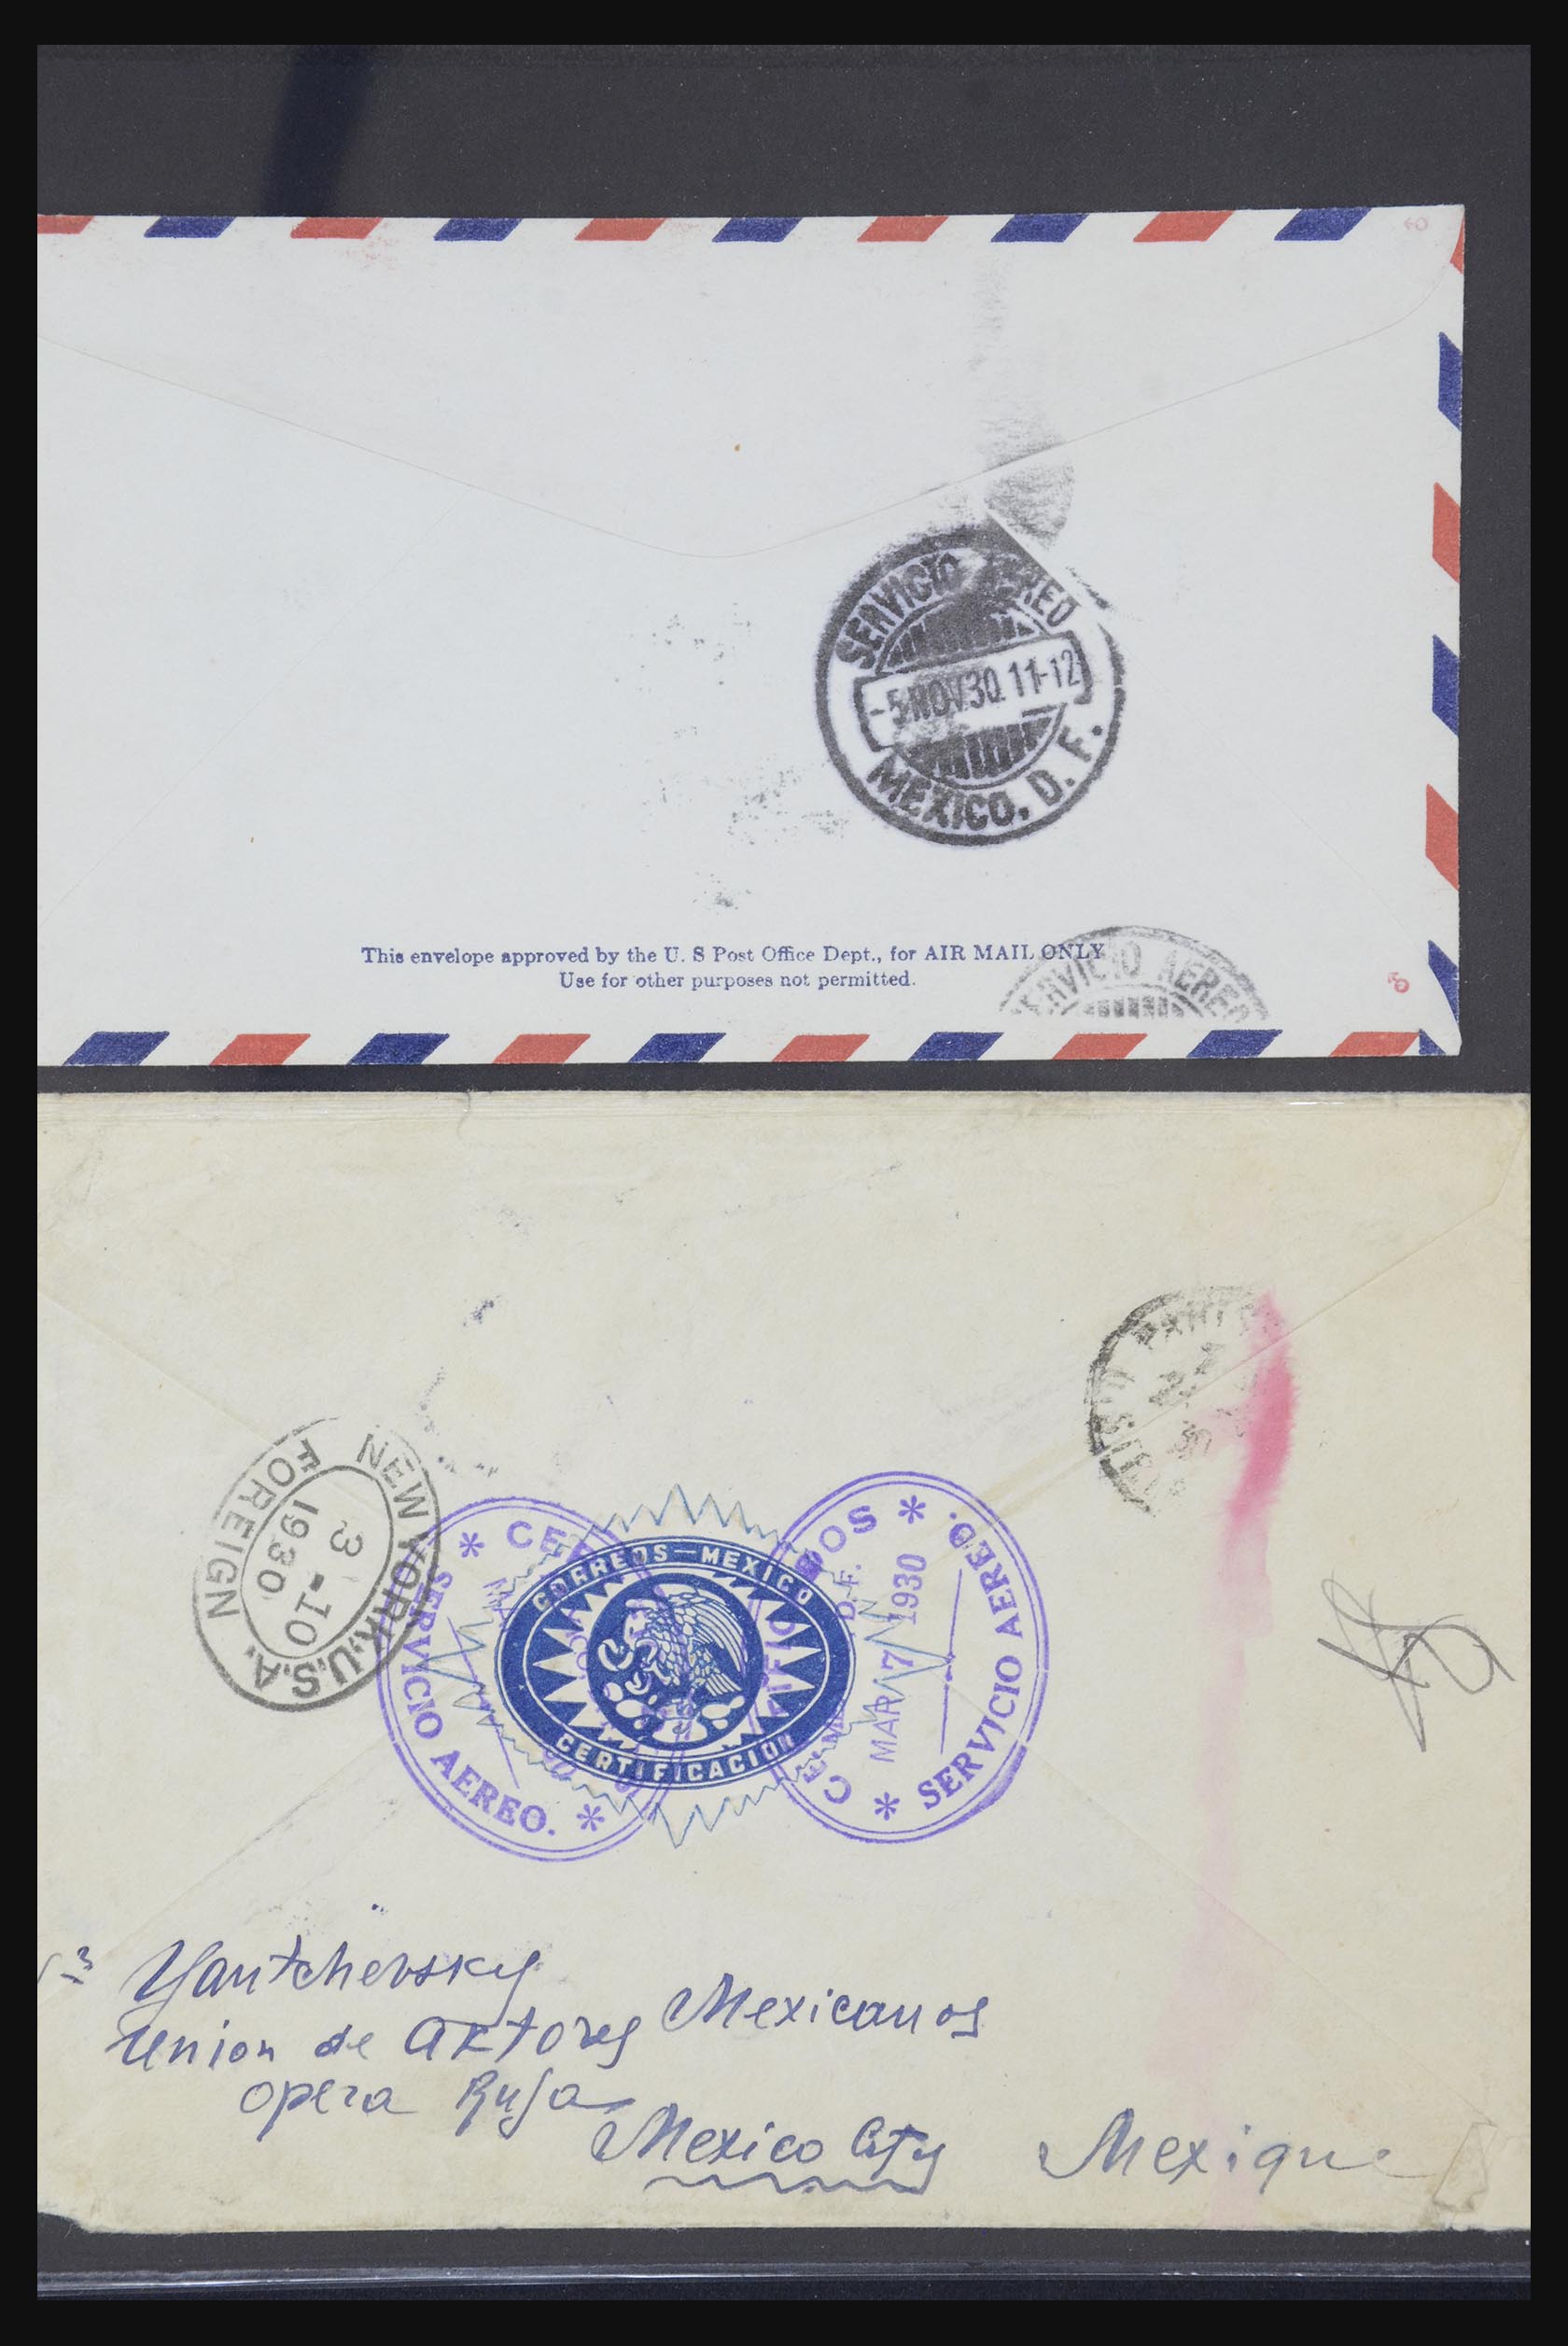 SERVICIO AEREO
-5 NOV 30. 11-12
MEXICO, D. F.
This envelope approved by the U. S Post Office Dept., for AIR MAIL ONLY
Use for other purposes not permitted.
SERVICIO AEREO
NEW YORK, U.S.A.
3-10
1930
FOREIGN
* CER
SERVICIO AEREO. *
CORREOS—MEXICO
CERTIFICACION
D.F.
MAR 7 1930
* SERVICIO AEREO. *
Yantchevsky
Union de aktores Mexicanos
opera Rusa
Mexico City Mexique